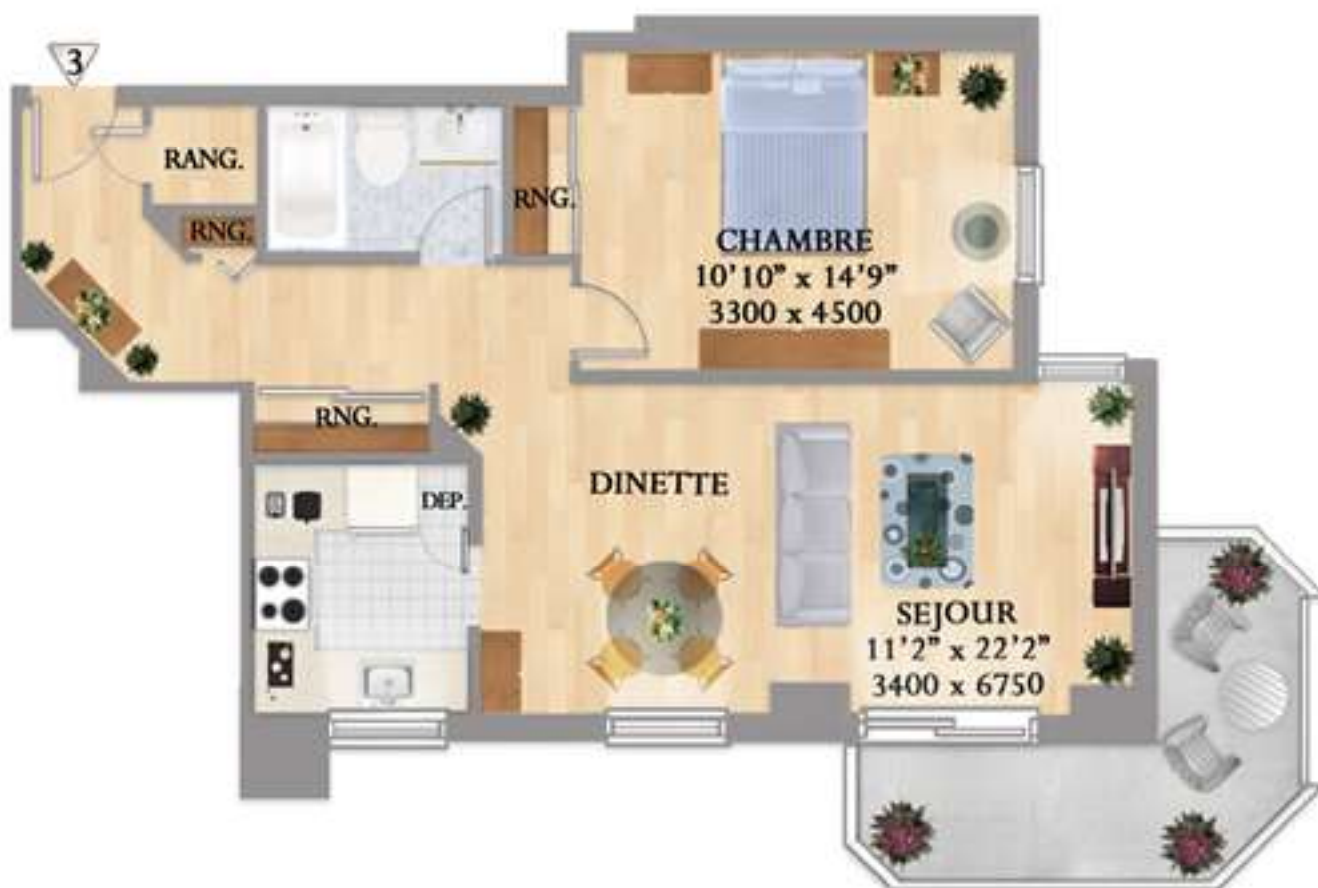 3
RANG.
RNG.
RNG.
CHAMBRE
10'10" x 14'9"
3300 x 4500
RNG.
DEP.
DINETTE
SEJOUR
11'2" x 22'2"
3400 x 6750